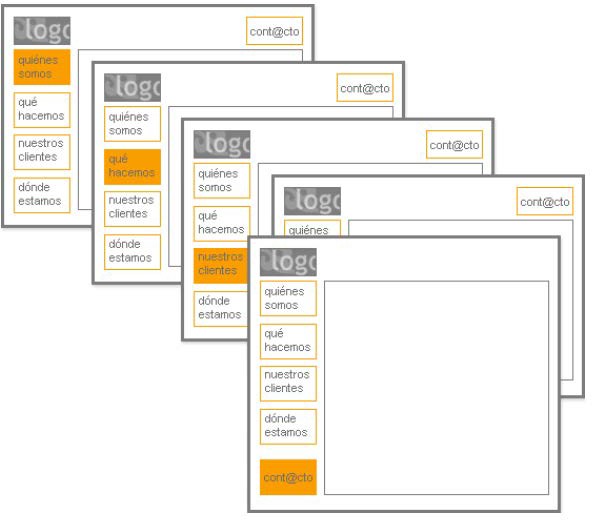 logo
cont@cto
quiénes
somos
qué
hacemos
nuestros
clientes
dónde
estamos
logo
cont@cto
quiénes
somos
qué
hacemos
nuestros
clientes
dónde
estamos
logo
cont@cto
quiénes
somos
qué
hacemos
nuestros
clientes
dónde
estamos
logo
cont@cto
quiénes
logo
quiénes
somos
qué
hacemos
nuestros
clientes
dónde
estamos
cont@cto